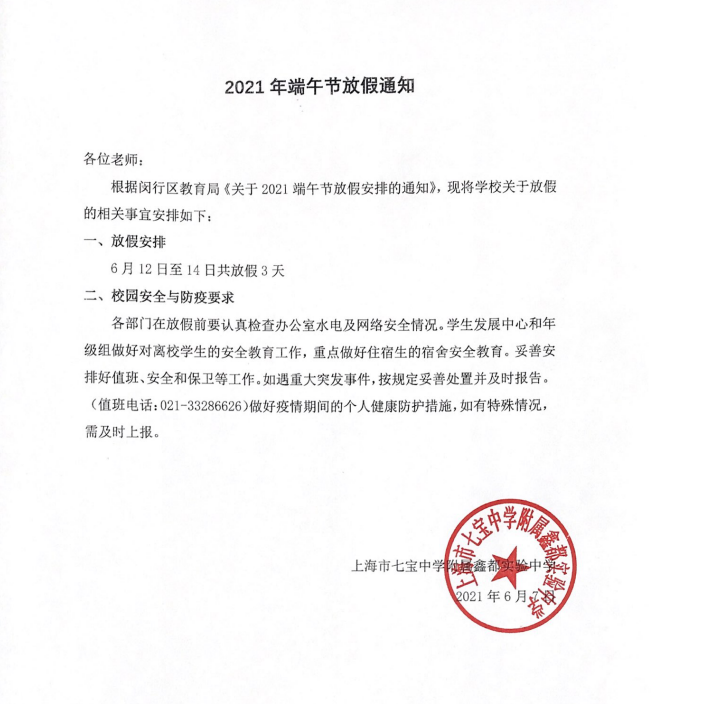 2021 年端午节放假通知
各位老师：
根据闵行区教育局《关于 2021 端午节放假安排的通知》，现将学校关于放假
的相关事宜安排如下：
一、放假安排
6 月 12 日至 14 日共放假 3 天
二、校园安全与防疫要求
各部门在放假前要认真检查办公室水电及网络安全情况。学生发展中心和年
级组做好对离校学生的安全教育工作，重点做好住宿生的宿舍安全教育。妥善安
排好值班、安全和保卫等工作。如遇重大突发事件，按规定妥善处置并及时报告。
（值班电话：021-33286626）做好疫情期间的个人健康防护措施，如有特殊情况，
需及时上报。
上海市七宝中学附属鑫都实验中学
2021 年 6 月 7 日
上海市七宝中学附属鑫都实验中学